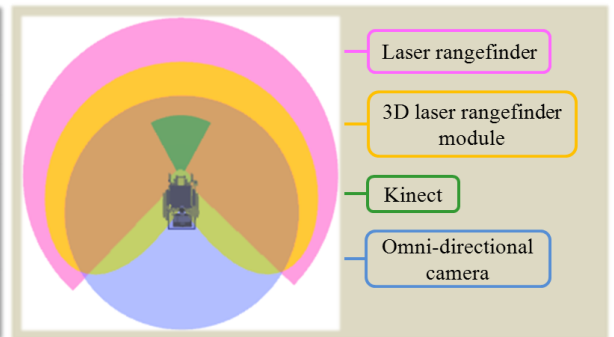 Laser rangefinder
3D laser rangefinder
module
Kinect
Omni-directional
camera